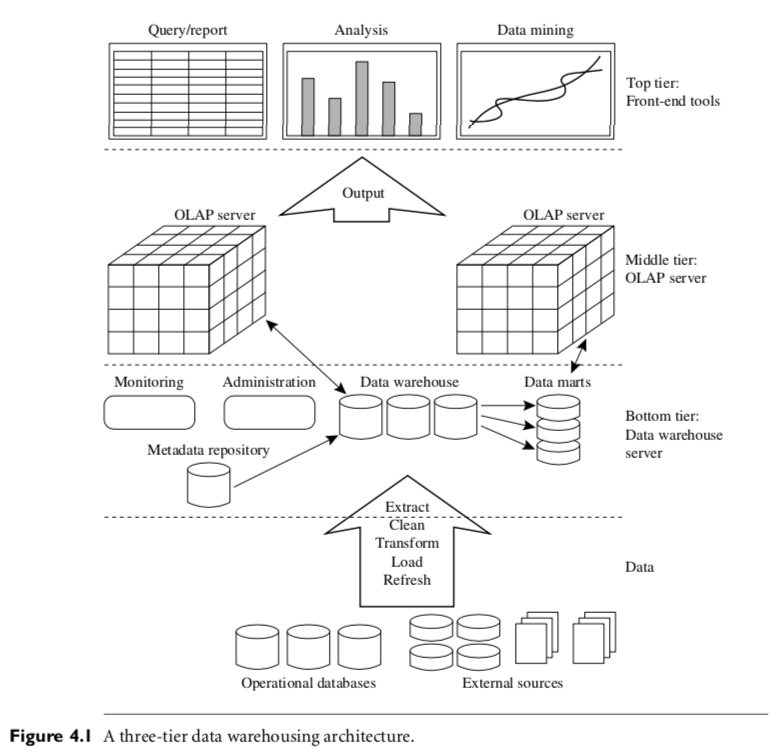 Query/report
Analysis
Data mining
Top tier:
Front-end tools
Output
OLAP server
OLAP server
Middle tier:
OLAP server
Monitoring
Administration
Data warehouse
Data marts
Bottom tier:
Data warehouse
server
Metadata repository
Extract
Clean
Transform
Load
Refresh
Data
Operational databases
External sources
Figure 4.1 A three-tier data warehousing architecture.